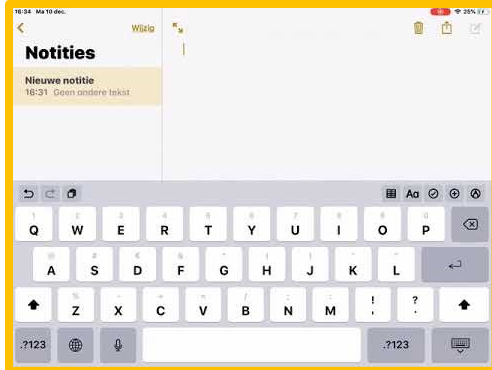 16:34 Ma 10 dec.
25%
Wijzig
Notities
Nieuwe notitie
16:31 Geen andere tekst
Aa
Q W E R T Y U I O P
A S D F G H J K L
Z X C V B N M ! , ? .
.?123 .?123